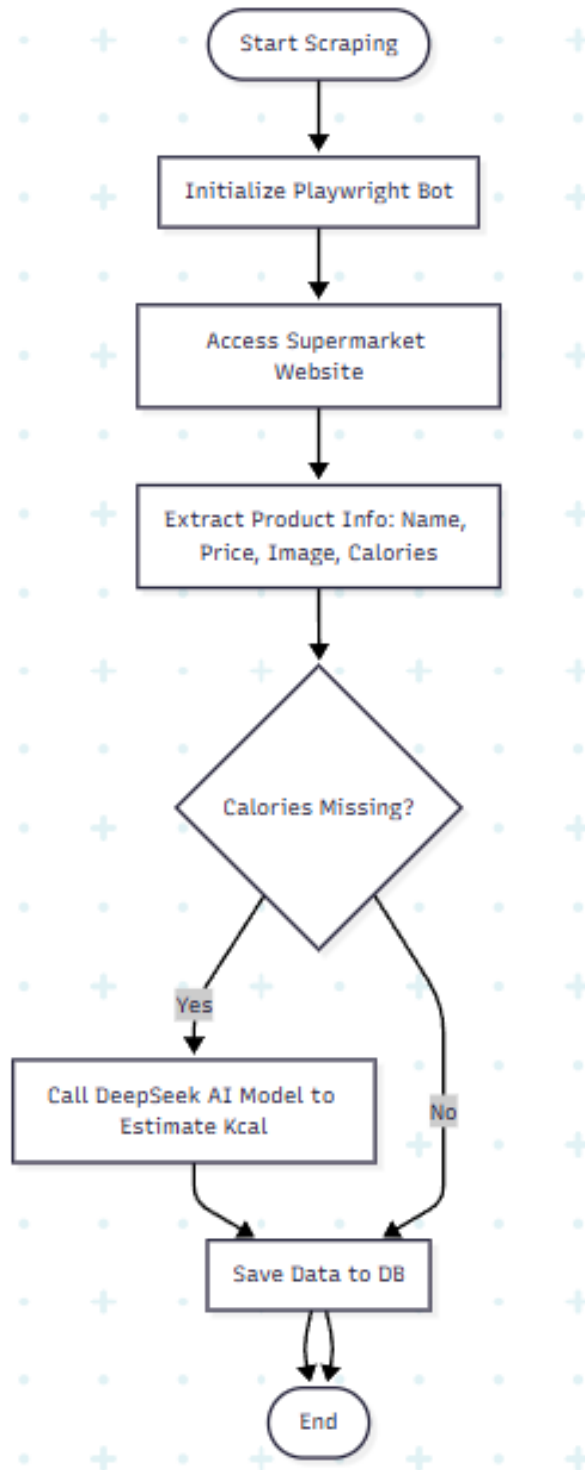 Start Scraping
Initialize Playwright Bot
Access Supermarket
Website
Extract Product Info: Name,
Price, Image, Calories
Calories Missing?
Yes
Call DeepSeek AI Model to
Estimate Kcal
No
Save Data to DB
End